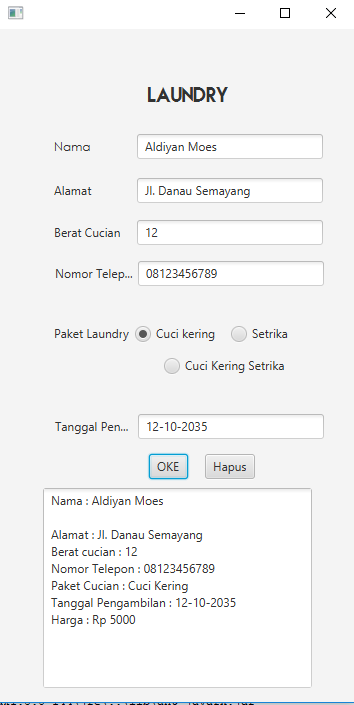 LAUNDRY
Nama Aldiyan Moes
Alamat Jl. Danau Semayang
Berat Cucian 12
Nomor Telep... 08123456789
Paket Laundry Cuci kering Setrika
Cuci Kering Setrika
Tanggal Pen... 12-10-2035
OKE Hapus
Nama : Aldiyan Moes
Alamat : Jl. Danau Semayang
Berat cucian : 12
Nomor Telepon : 08123456789
Paket Cucian : Cuci Kering
Tanggal Pengambilan : 12-10-2035
Harga : Rp 5000